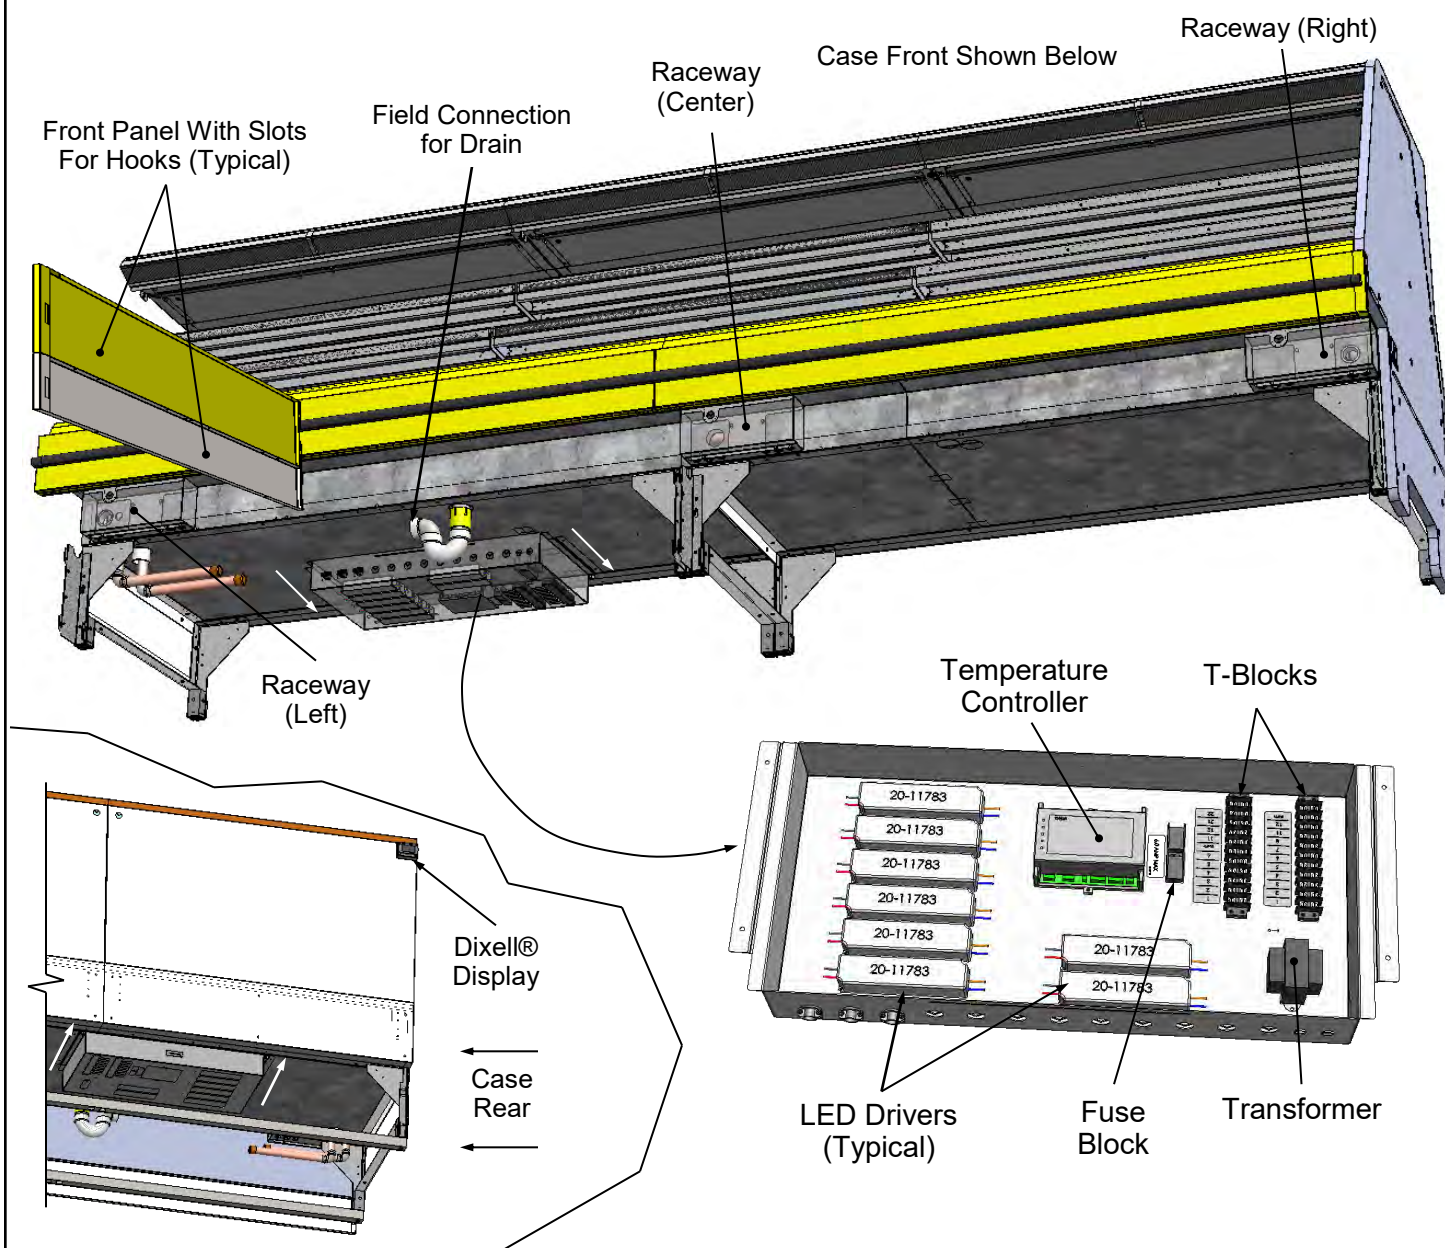 Raceway (Right)
Case Front Shown Below
Raceway
(Center)
Field Connection
for Drain
Front Panel With Slots
For Hooks (Typical)
Raceway
(Left)
Temperature
Controller
T-Blocks
20-11783
20-11783
20-11783
20-11783
20-11783
20-11783
20-11783
20-11783
Dixell®
Display
Case
Rear
LED Drivers
(Typical)
Fuse
Block
Transformer